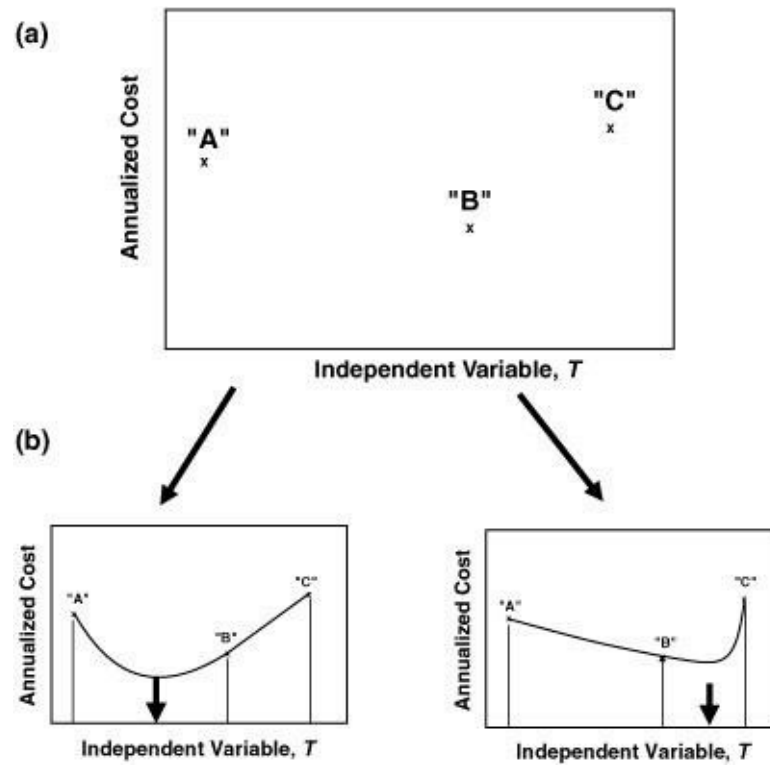 (a)
Annualized Cost
"A"
"B"
"C"
Independent Variable, T
(b)
Annualized Cost
"A"
"B"
"C"
Independent Variable, T
Annualized Cost
"A"
"B"
"C"
Independent Variable, T